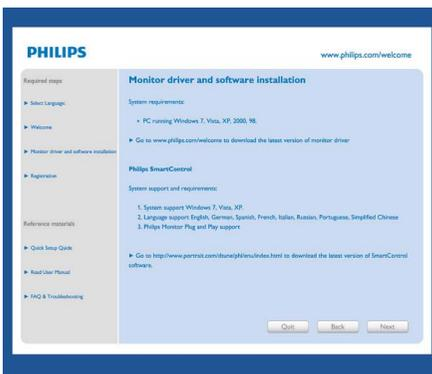 PHILIPS
www.philips.com/welcome
Required steps
► Select Language:
► Welcome
► Monitor driver and software installation
► Registration
Reference materials
► Quick Setup Quide
► Read User Manual
► FAQ & Troubleshooting
Monitor driver and software installation
System requirements:
• PC running Windows 7, Vista, XP, 2000, 98.
► Go to www.philips.com/welcome to download the latest version of monitor driver
Philips SmartControl
System support and requirements:
1. System support Windows 7, Vista, XP.
2. Language support English, German, Spanish, French, Italian, Russian, Portuguese, Simplified Chinese
3. Philips Monitor Plug and Play support
► Go to http://www.portrait.com/dtune/phl/enu/index.html to download the latest version of SmartControl
software.
Quit Back Next